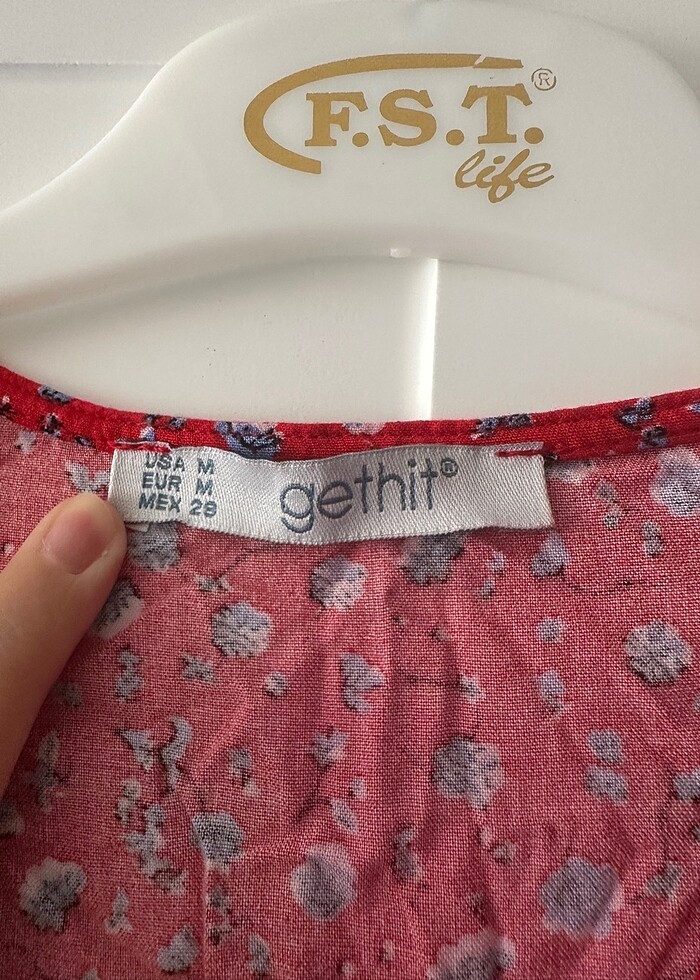 F.S.T.®
life
USA M
EUR M
MEX 28
gethit®